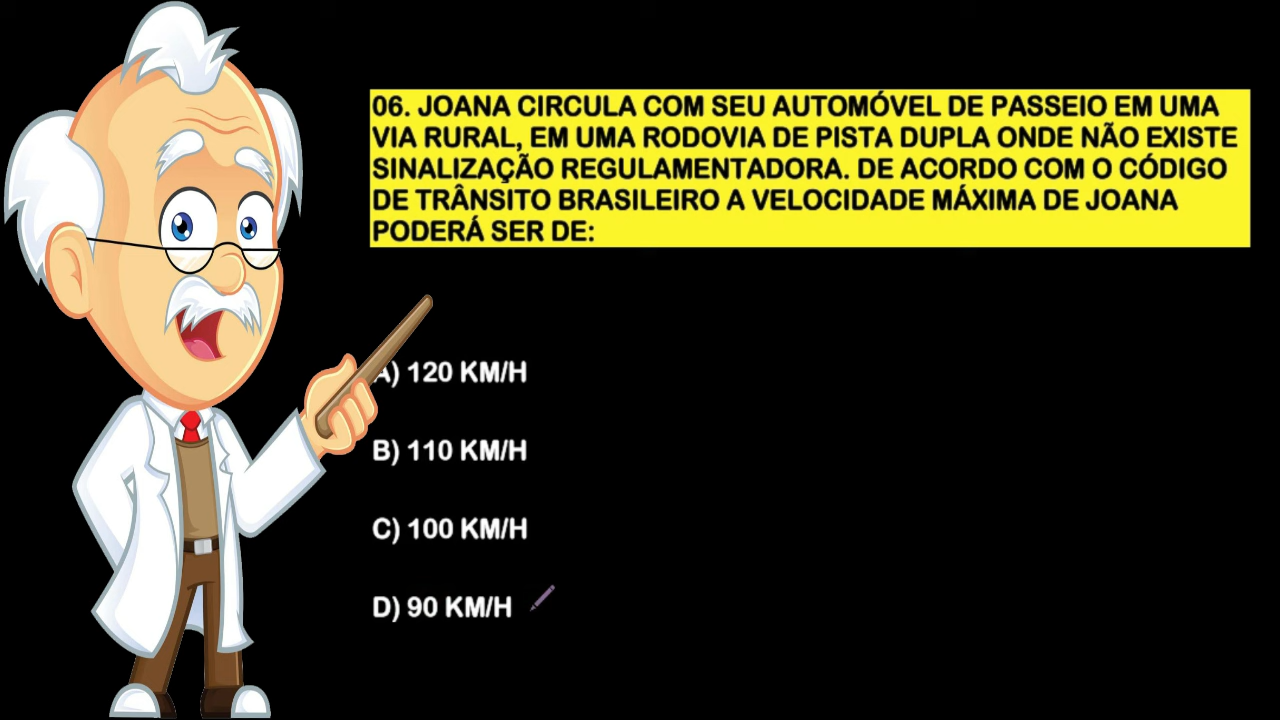 06. JOANA CIRCULA COM SEU AUTOMÓVEL DE PASSEIO EM UMA
VIA RURAL, EM UMA RODOVIA DE PISTA DUPLA ONDE NÃO EXISTE
SINALIZAÇÃO REGULAMENTADORA. DE ACORDO COM O CÓDIGO
DE TRÂNSITO BRASILEIRO A VELOCIDADE MÁXIMA DE JOANA
PODERÁ SER DE:
A) 120 KM/H
B) 110 KM/H
C) 100 KM/H
D) 90 KM/H